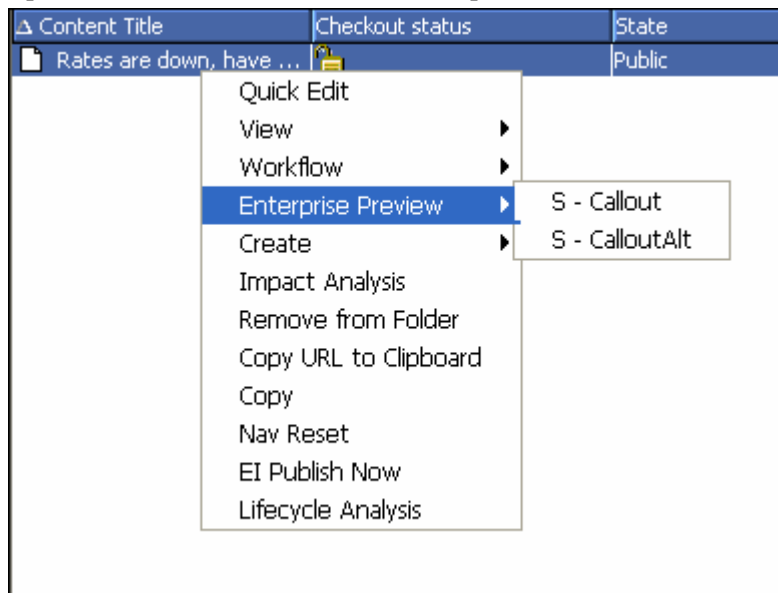 Content Title Checkout status State
Rates are down, have ... Public
Quick Edit
View
Workflow
Enterprise Preview S - Callout
Create S - CalloutAlt
Impact Analysis
Remove from Folder
Copy URL to Clipboard
Copy
Nav Reset
EI Publish Now
Lifecycle Analysis